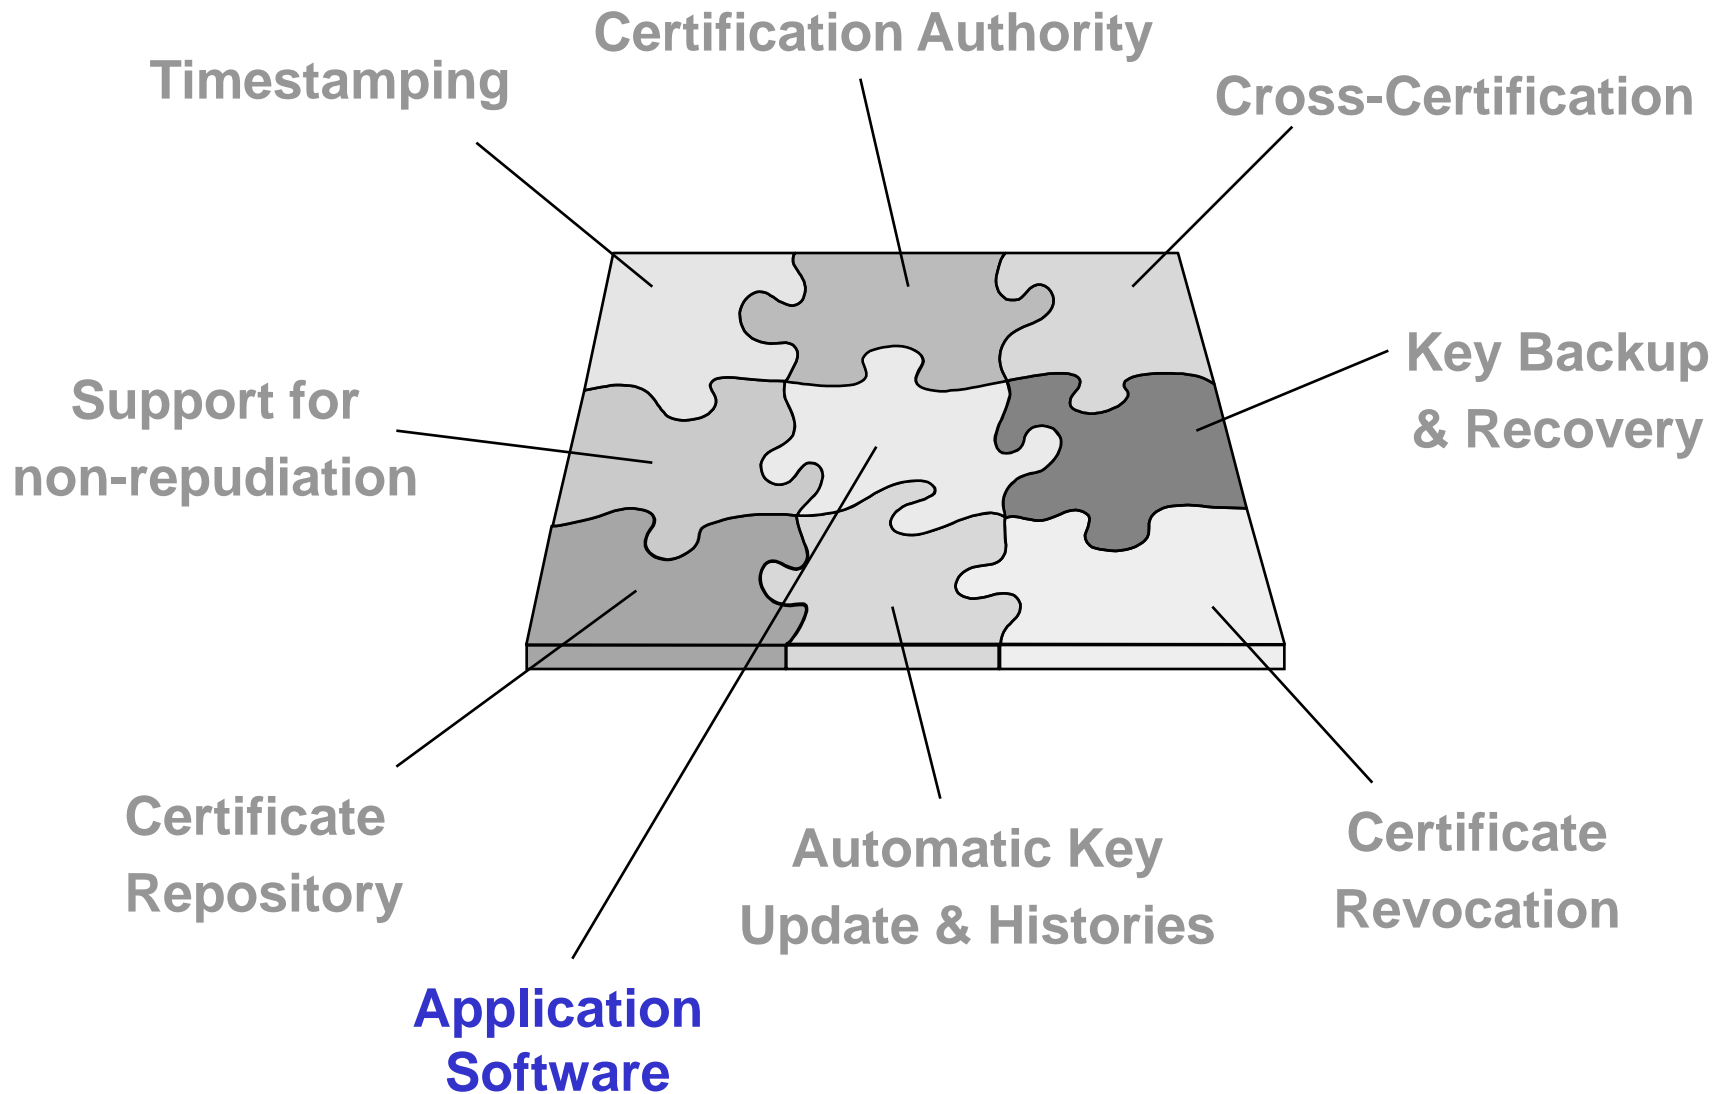 Certification Authority
Timestamping
Cross-Certification
Key Backup
& Recovery
Support for
non-repudiation
Certificate
Repository
Automatic Key
Update & Histories
Certificate
Revocation
Application
Software